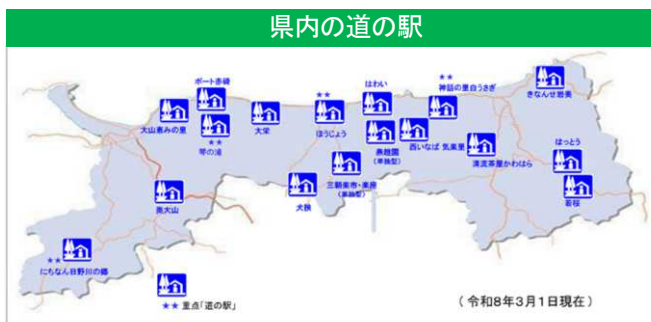 県内の道の駅
ポート赤碕
大山恵みの里
★★
琴の浦
大栄
★★
ほうじょう
はわい
燕趙園
(単独型)
★★
神話の里白うさぎ
西いなば 気楽里
清流茶屋かわはら
きなんせ岩美
はっとう
若桜
三朝楽市・楽座
(単独型)
犬挟
奥大山
★★
にちなん日野川の郷
★★ 重点「道の駅」
(令和8年3月1日現在)